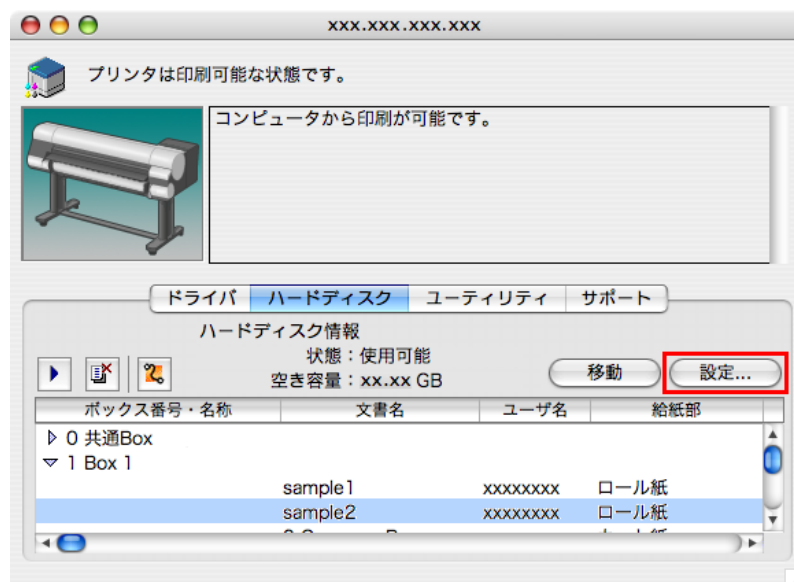 xxx.xxx.xxx.xxx
プリンタは印刷可能な状態です。
コンピュータから印刷が可能です。
ドライバ ハードディスク ユーティリティ サポート
ハードディスク情報
状態：使用可能
空き容量：xx.xx GB
移動 設定...
ボックス番号・名称 文書名 ユーザ名 給紙部
0 共通Box
1 Box 1
sample1 xxxxxxxx ロール紙
sample2 xxxxxxxx ロール紙